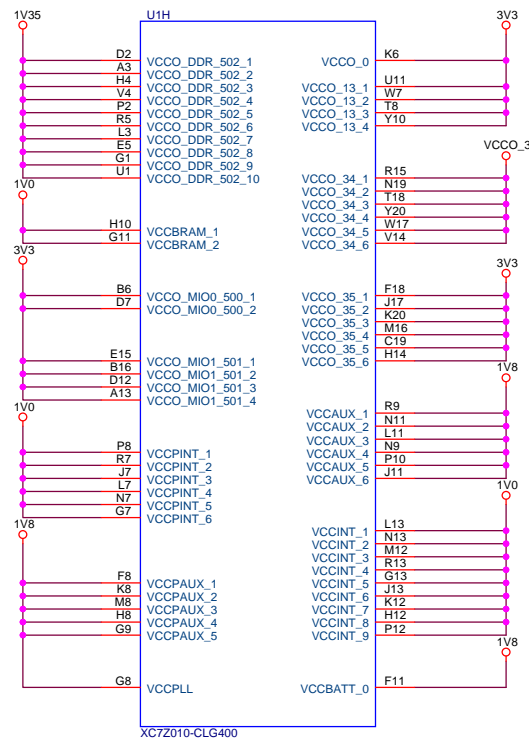 1V35
U1H
3V3
D2 VCCO_DDR_502_1
A3 VCCO_DDR_502_2
H4 VCCO_DDR_502_3
V4 VCCO_DDR_502_4
P2 VCCO_DDR_502_5
R5 VCCO_DDR_502_6
L3 VCCO_DDR_502_7
E5 VCCO_DDR_502_8
G1 VCCO_DDR_502_9
U1 VCCO_DDR_502_10
1V0
H10 VCCBRAM_1
G11 VCCBRAM_2
3V3
B6 VCCO_MIO0_500_1
D7 VCCO_MIO0_500_2
E15 VCCO_MIO1_501_1
B16 VCCO_MIO1_501_2
D12 VCCO_MIO1_501_3
A13 VCCO_MIO1_501_4
1V0
P8 VCCPINT_1
R7 VCCPINT_2
J7 VCCPINT_3
L7 VCCPINT_4
N7 VCCPINT_5
G7 VCCPINT_6
1V8
F8 VCCPAUX_1
K8 VCCPAUX_2
M8 VCCPAUX_3
H8 VCCPAUX_4
G9 VCCPAUX_5
G8 VCCPLL
VCCO_0 K6
VCCO_13_1 U11
VCCO_13_2 W7
VCCO_13_3 T8
VCCO_13_4 Y10
VCCO_3
VCCO_34_1 R15
VCCO_34_2 N19
VCCO_34_3 T18
VCCO_34_4 Y20
VCCO_34_5 W17
VCCO_34_6 V14
3V3
VCCO_35_1 F18
VCCO_35_2 J17
VCCO_35_3 K20
VCCO_35_4 M16
VCCO_35_5 C19
VCCO_35_6 H14
1V8
VCCAUX_1 R9
VCCAUX_2 N11
VCCAUX_3 L11
VCCAUX_4 N9
VCCAUX_5 P10
VCCAUX_6 J11
1V0
VCCINT_1 L13
VCCINT_2 N13
VCCINT_3 M12
VCCINT_4 R13
VCCINT_5 G13
VCCINT_6 J13
VCCINT_7 K12
VCCINT_8 H12
VCCINT_9 P12
1V8
VCCBATT_0 F11
XC7Z010-CLG400